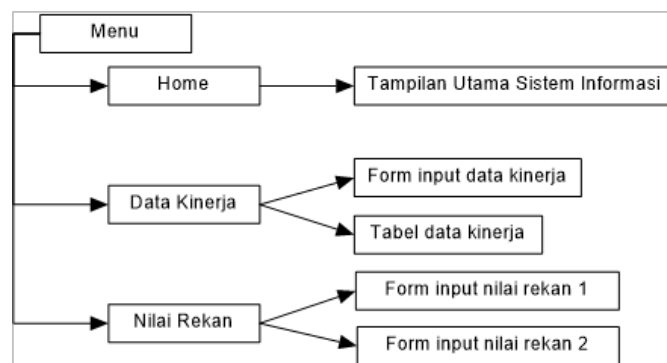 Menu
Home
Tampilan Utama Sistem Informasi
Data Kinerja
Form input data kinerja
Tabel data kinerja
Nilai Rekan
Form input nilai rekan 1
Form input nilai rekan 2